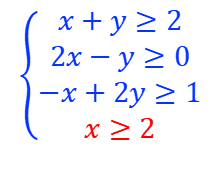 x + y ≥ 2
2x − y ≥ 0
−x + 2y ≥ 1
x ≥ 2